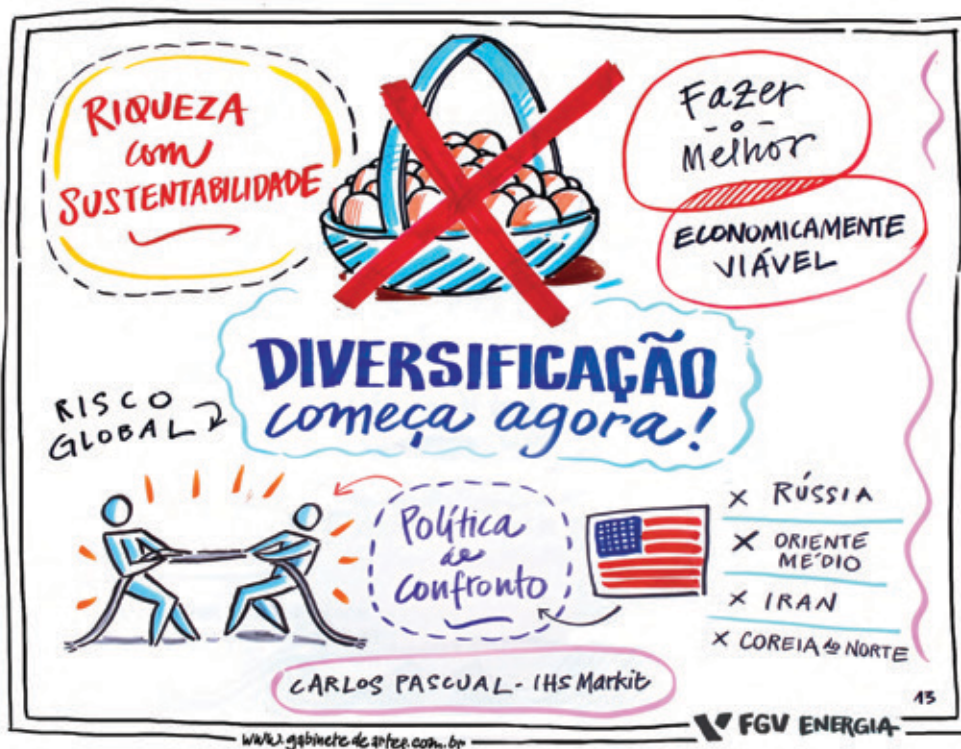 RIQUEZA
com
SUSTENTABILIDADE
Fazer
o
Melhor
ECONOMICAMENTE
VIÁVEL
DIVERSIFICAÇÃO
começa agora!
RISCO
GLOBAL
Política
de
Confronto
X RÚSSIA
X ORIENTE
MÉDIO
X IRAN
X COREIA do NORTE
CARLOS PASCUAL - IHS Markit
13
www.gabinetedeartes.com.br
FGV ENERGIA